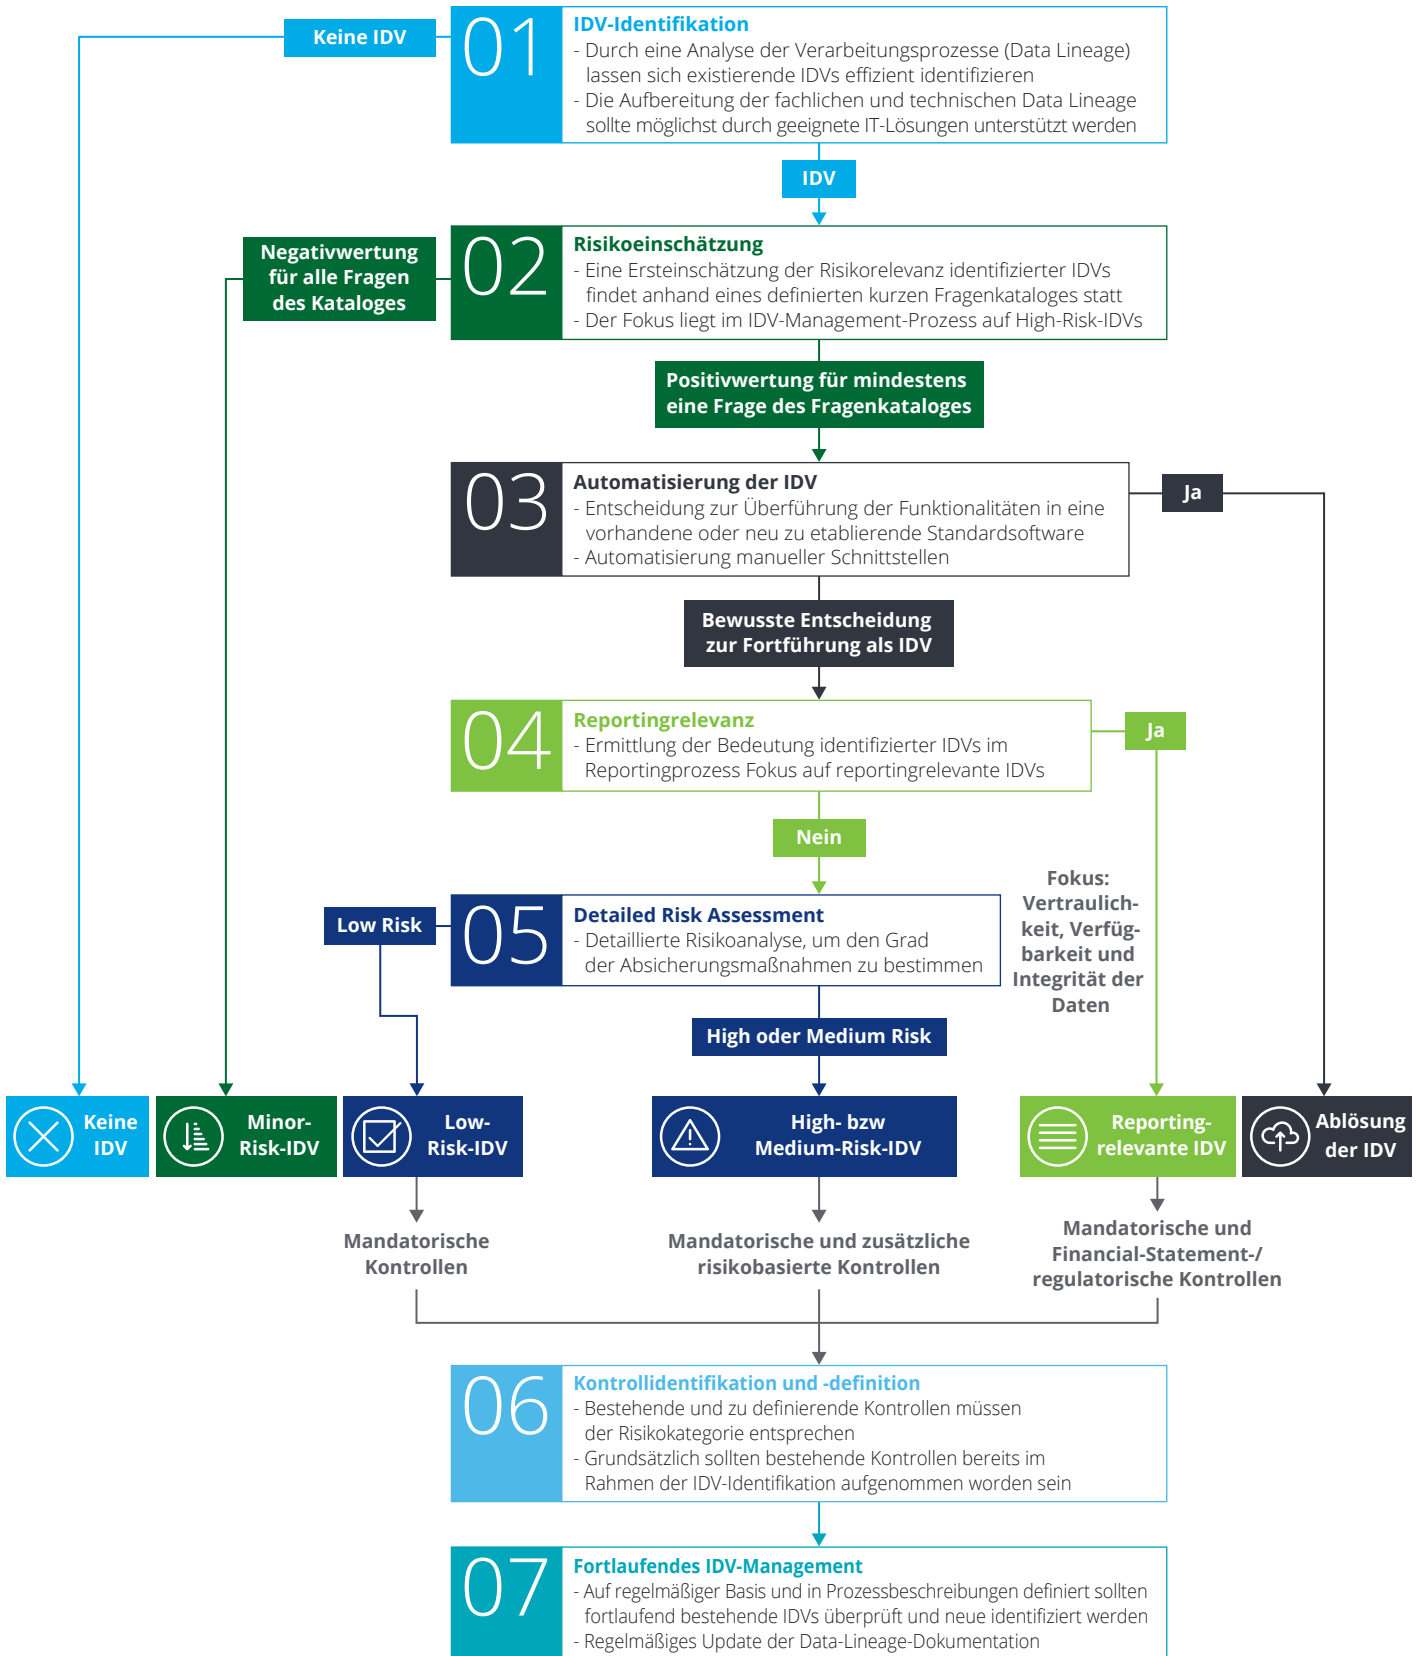 Keine IDV
01
IDV-Identifikation
- Durch eine Analyse der Verarbeitungsprozesse (Data Lineage)
lassen sich existierende IDVs effizient identifizieren
- Die Aufbereitung der fachlichen und technischen Data Lineage
sollte möglichst durch geeignete IT-Lösungen unterstützt werden
IDV
Negativwertung
für alle Fragen
des Kataloges
02
Risikoeinschätzung
- Eine Ersteinschätzung der Risikorelevanz identifizierter IDVs
findet anhand eines definierten kurzen Fragenkataloges statt
- Der Fokus liegt im IDV-Management-Prozess auf High-Risk-IDVs
Positivwertung für mindestens
eine Frage des Fragenkataloges
03
Automatisierung der IDV
- Entscheidung zur Überführung der Funktionalitäten in eine
vorhandene oder neu zu etablierende Standardsoftware
- Automatisierung manueller Schnittstellen
Ja
Bewusste Entscheidung
zur Fortführung als IDV
04
Reportingrelevanz
- Ermittlung der Bedeutung identifizierter IDVs im
Reportingprozess Fokus auf reportingrelevante IDVs
Ja
Nein
Fokus:
Vertraulich-
keit, Verfüg-
barkeit und
Integrität der
Daten
Low Risk
05
Detailed Risk Assessment
- Detaillierte Risikoanalyse, um den Grad
der Absicherungsmaßnahmen zu bestimmen
High oder Medium Risk
Keine
IDV
Minor-
Risk-IDV
Low-
Risk-IDV
High- bzw
Medium-Risk-IDV
Reporting-
relevante IDV
Ablösung
der IDV
Mandatorische
Kontrollen
Mandatorische und zusätzliche
risikobasierte Kontrollen
Mandatorische und
Financial-Statement-/
regulatorische Kontrollen
06
Kontrollidentifikation und -definition
- Bestehende und zu definierende Kontrollen müssen
der Risikokategorie entsprechen
- Grundsätzlich sollten bestehende Kontrollen bereits im
Rahmen der IDV-Identifikation aufgenommen worden sein
07
Fortlaufendes IDV-Management
- Auf regelmäßiger Basis und in Prozessbeschreibungen definiert sollten
fortlaufend bestehende IDVs überprüft und neue identifiziert werden
- Regelmäßiges Update der Data-Lineage-Dokumentation